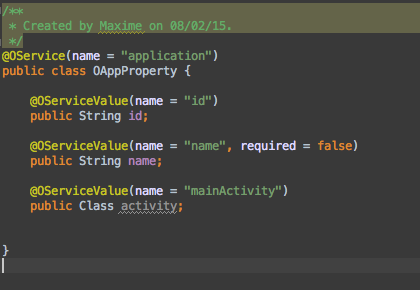 /**
 * Created by Maxime on 08/02/15.
 */
@OService(name = "application")
public class OAppProperty {
    @OServiceValue(name = "id")
    public String id;
    @OServiceValue(name = "name", required = false)
    public String name;
    @OServiceValue(name = "mainActivity")
    public Class activity;
}